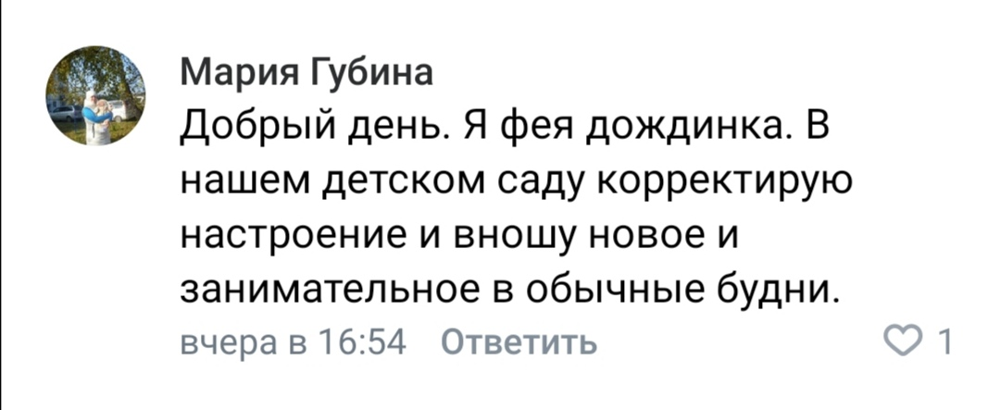 Мария Губина
Добрый день. Я фея дождинка. В
нашем детском саду корректирую
настроение и вношу новое и
занимательное в обычные будни.
вчера в 16:54 Ответить 1